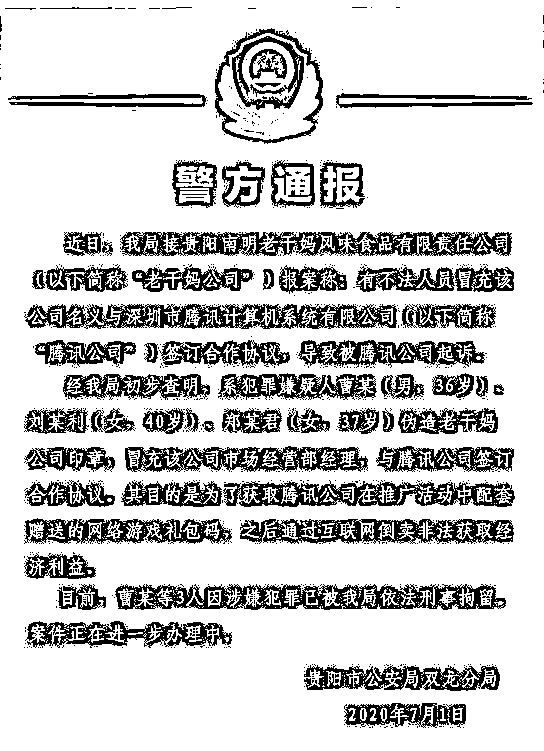 警方通报
近日，我局接贵阳南明老干妈风味食品有限责任公司
（以下简称“老干妈公司”）报案称：有不法人员冒充该
公司名义与深圳市腾讯计算机系统有限公司（以下简称
“腾讯公司”）签订合作协议，导致被腾讯公司起诉。
经我局初步查明，系犯罪嫌疑人曹某（男，36岁）、
刘某利（女，40岁）、郑某君（女，37岁）伪造老干妈
公司印章，冒充该公司市场经营部经理，与腾讯公司签订
合作协议。其目的是为了获取腾讯公司在推广活动中配套
赠送的网络游戏礼包码，之后通过互联网倒卖非法获取经
济利益。
目前，曹某等3人因涉嫌犯罪已被我局依法刑事拘留，
案件正在进一步办理中。
贵阳市公安局双龙分局
2020年7月1日